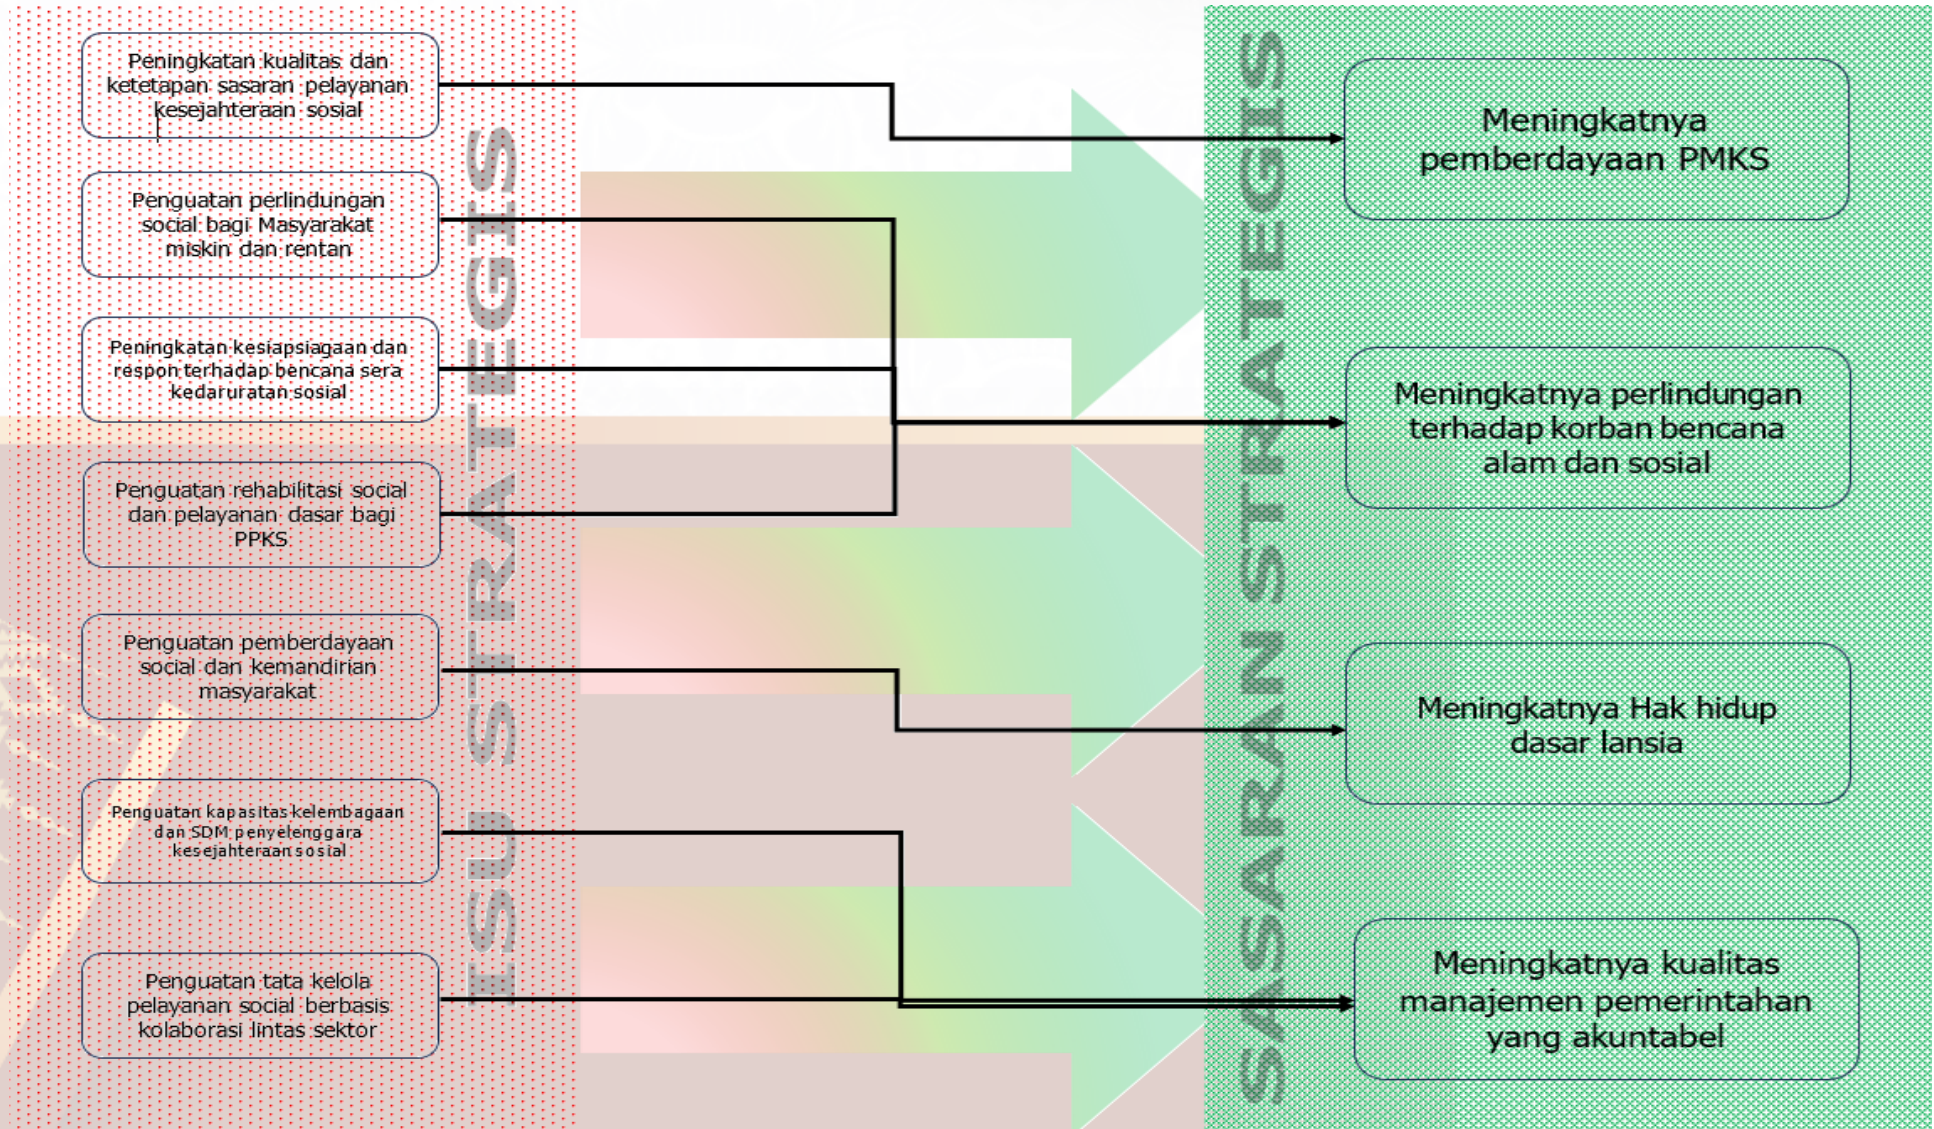 Peningkatan kualitas dan
ketetapan sasaran pelayanan
kesejahteraan sosial
Penguatan perlindungan
social bagi Masyarakat
miskin dan rentan
Peningkatan kesiapsiagaan dan
respon terhadap bencana sera
kedaruratan sosial
Penguatan rehabilitasi social
dan pelayanan dasar bagi
PPKS
Penguatan pemberdayaan
social dan kemandirian
masyarakat
Penguatan kapasitas kelembagaan
dan SDM penyelenggara
kesejahteraan sosial
Penguatan tata kelola
pelayanan social berbasis
kolaborasi lintas sektor
ISU STRATEGIS
SASARAN STRATEGIS
Meningkatnya
pemberdayaan PMKS
Meningkatnya perlindungan
terhadap korban bencana
alam dan sosial
Meningkatnya Hak hidup
dasar lansia
Meningkatnya kualitas
manajemen pemerintahan
yang akuntabel